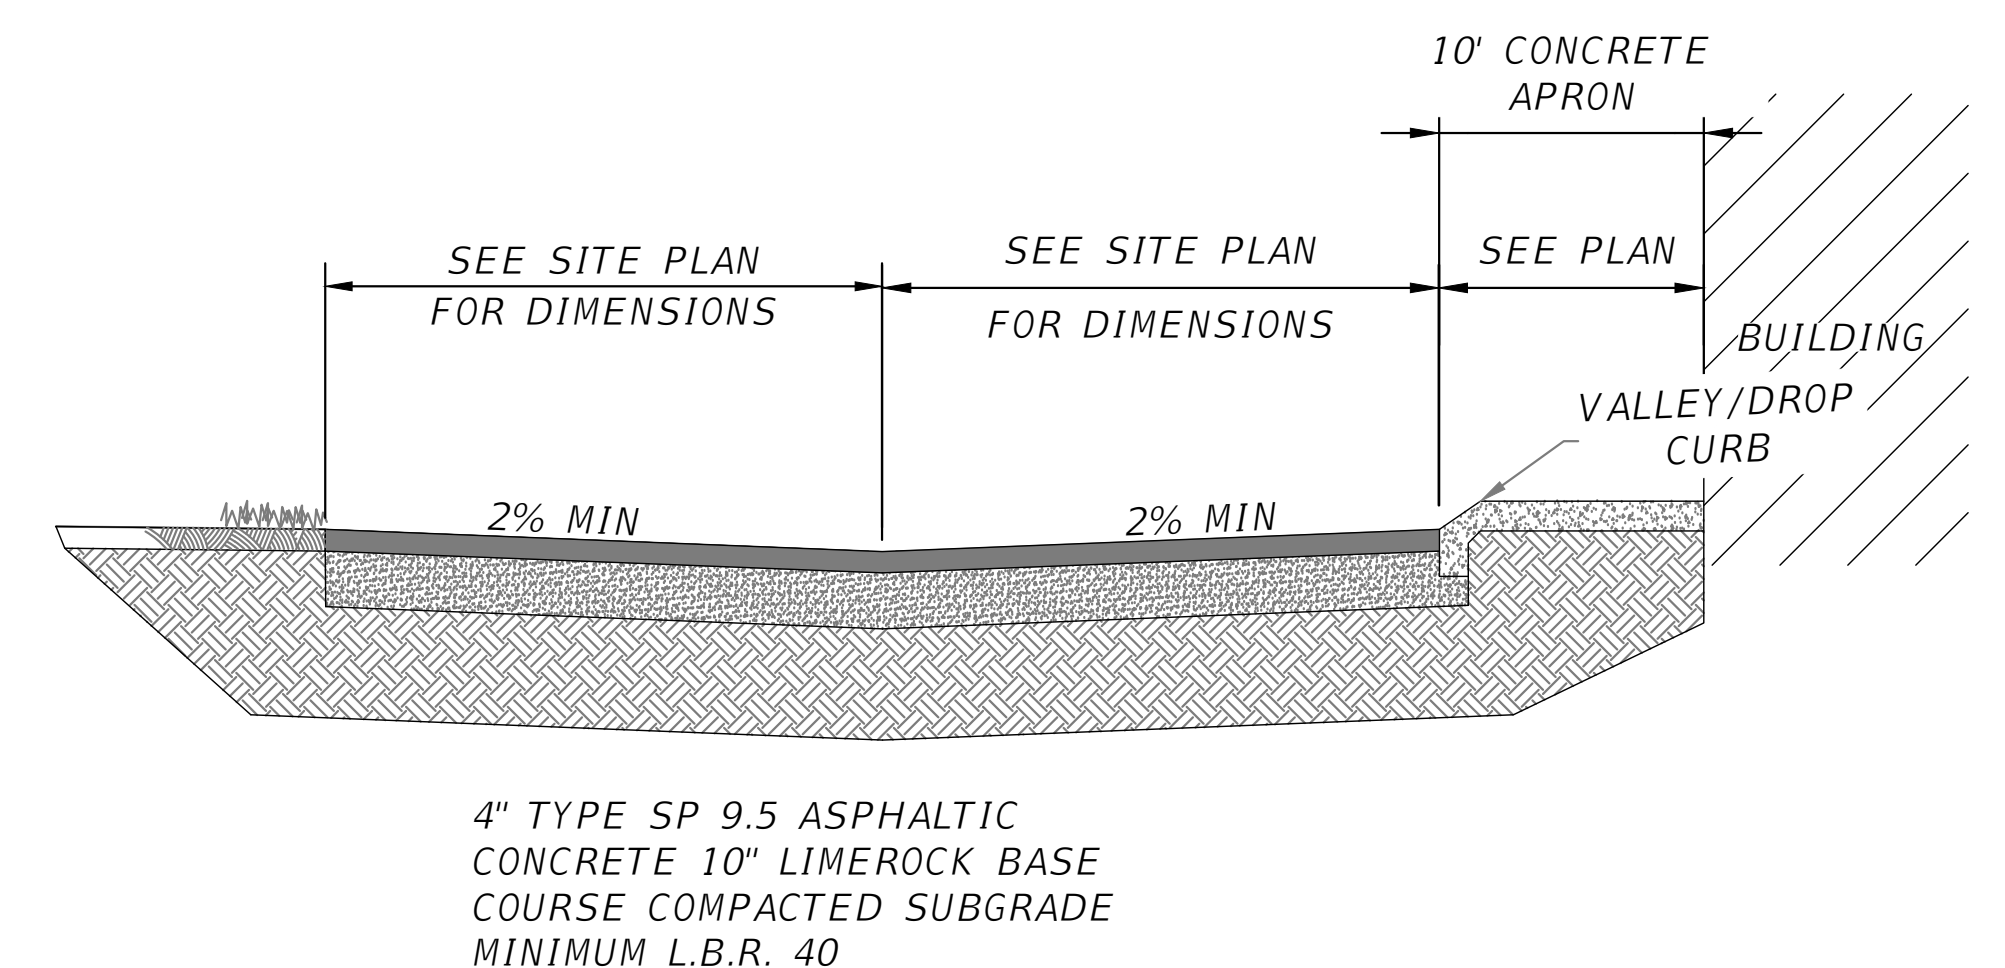 10' CONCRETE
APRON
SEE SITE PLAN
FOR DIMENSIONS
SEE SITE PLAN
FOR DIMENSIONS
SEE PLAN
BUILDING
VALLEY/DROP
CURB
2% MIN
2% MIN
4" TYPE SP 9.5 ASPHALTIC
CONCRETE 10" LIMEROCK BASE
COURSE COMPACTED SUBGRADE
MINIMUM L.B.R. 40